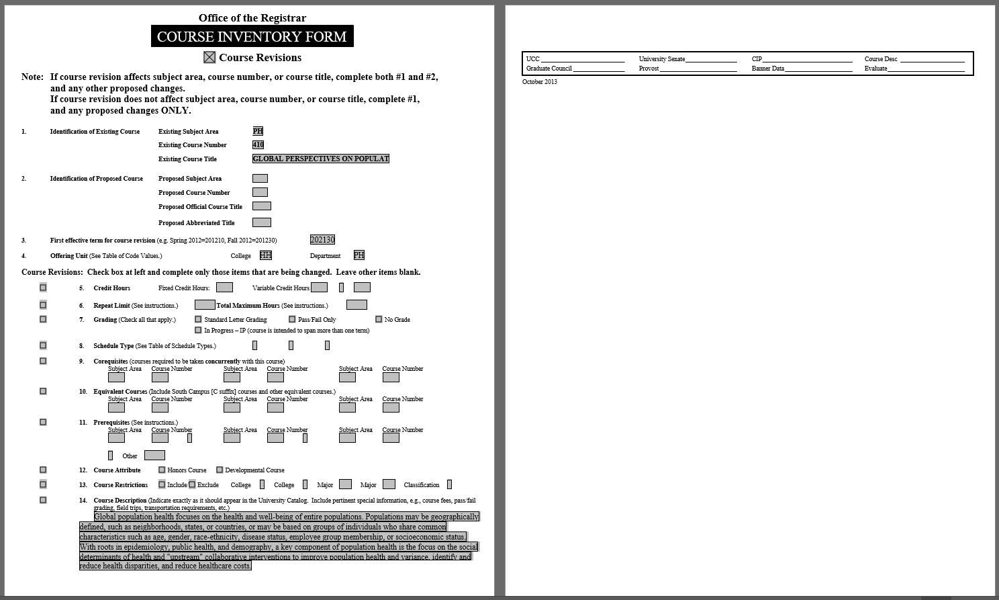 Office of the Registrar
COURSE INVENTORY FORM
Course Revisions
Note: If course revision affects subject area, course number, or course title, complete both #1 and #2,
and any other proposed changes.
If course revision does not affect subject area, course number, or course title, complete #1,
and any proposed changes ONLY.
1. Identification of Existing Course Existing Subject Area PH
Existing Course Number 410
Existing Course Title GLOBAL PERSPECTIVES ON POPULAT
2. Identification of Proposed Course Proposed Subject Area
Proposed Course Number
Proposed Official Course Title
Proposed Abbreviated Title
3. First effective term for course revision (e.g. Spring 2012=201210, Fall 2012=201230) 202130
4. Offering Unit (See Table of Code Values.) College HH Department PH
Course Revisions: Check box at left and complete only those items that are being changed. Leave other items blank.
5. Credit Hours Fixed Credit Hours: Variable Credit Hours
6. Repeat Limit (See instructions.) Total Maximum Hours (See instructions.)
7. Grading (Check all that apply.) Standard Letter Grading Pass/Fail Only No Grade
In Progress – IP (course is intended to span more than one term)
8. Schedule Type (See Table of Schedule Types.)
9. Corequisites (courses required to be taken concurrently with this course)
Subject Area Course Number Subject Area Course Number Subject Area Course Number
10. Equivalent Courses (Include South Campus [C suffix] courses and other equivalent courses.)
Subject Area Course Number Subject Area Course Number Subject Area Course Number
11. Prerequisites (See instructions.)
Subject Area Course Number Subject Area Course Number Subject Area Course Number
Other
12. Course Attribute Honors Course Developmental Course
13. Course Restrictions Include/ Exclude College College Major Major Classification
14. Course Description (Indicate exactly as it should appear in the University Catalog. Include pertinent special information, e.g., course fees, pass/fail
grading, field trips, transportation requirements, etc.)
Global population health focuses on the health and well-being of entire populations. Populations may be geographically
defined, such as neighborhoods, states, or countries, or may be based on groups of individuals who share common
characteristics such as age, gender, race-ethnicity, disease status, employee group membership, or socioeconomic status.
With roots in epidemiology, public health, and demography, a key component of population health is the focus on the social
determinants of health and "upstream" collaborative interventions to improve population health and variance, identify and
reduce health disparities, and reduce healthcare costs.
UCC University Senate CIP Course Desc
Graduate Council Provost Banner Data Evaluate
October 2013